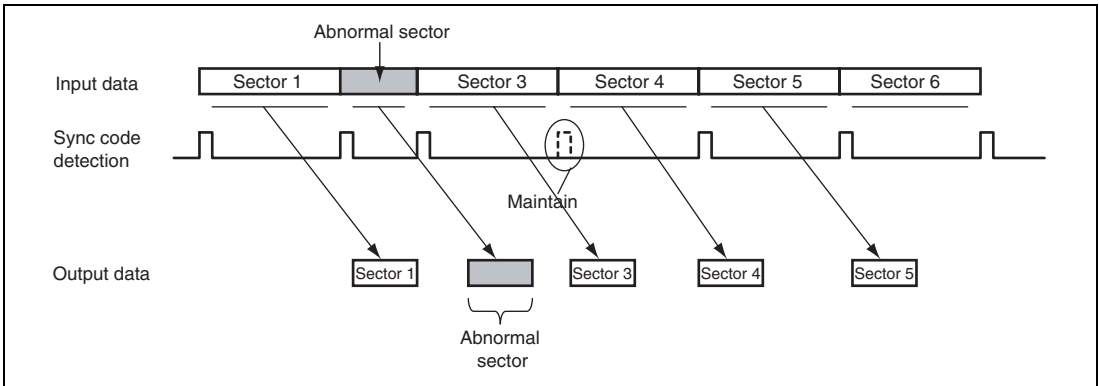 Abnormal sector
Input data
Sector 1
Sector 3
Sector 4
Sector 5
Sector 6
Sync code
detection
Maintain
Output data
Sector 1
Sector 3
Sector 4
Sector 5
Abnormal
sector